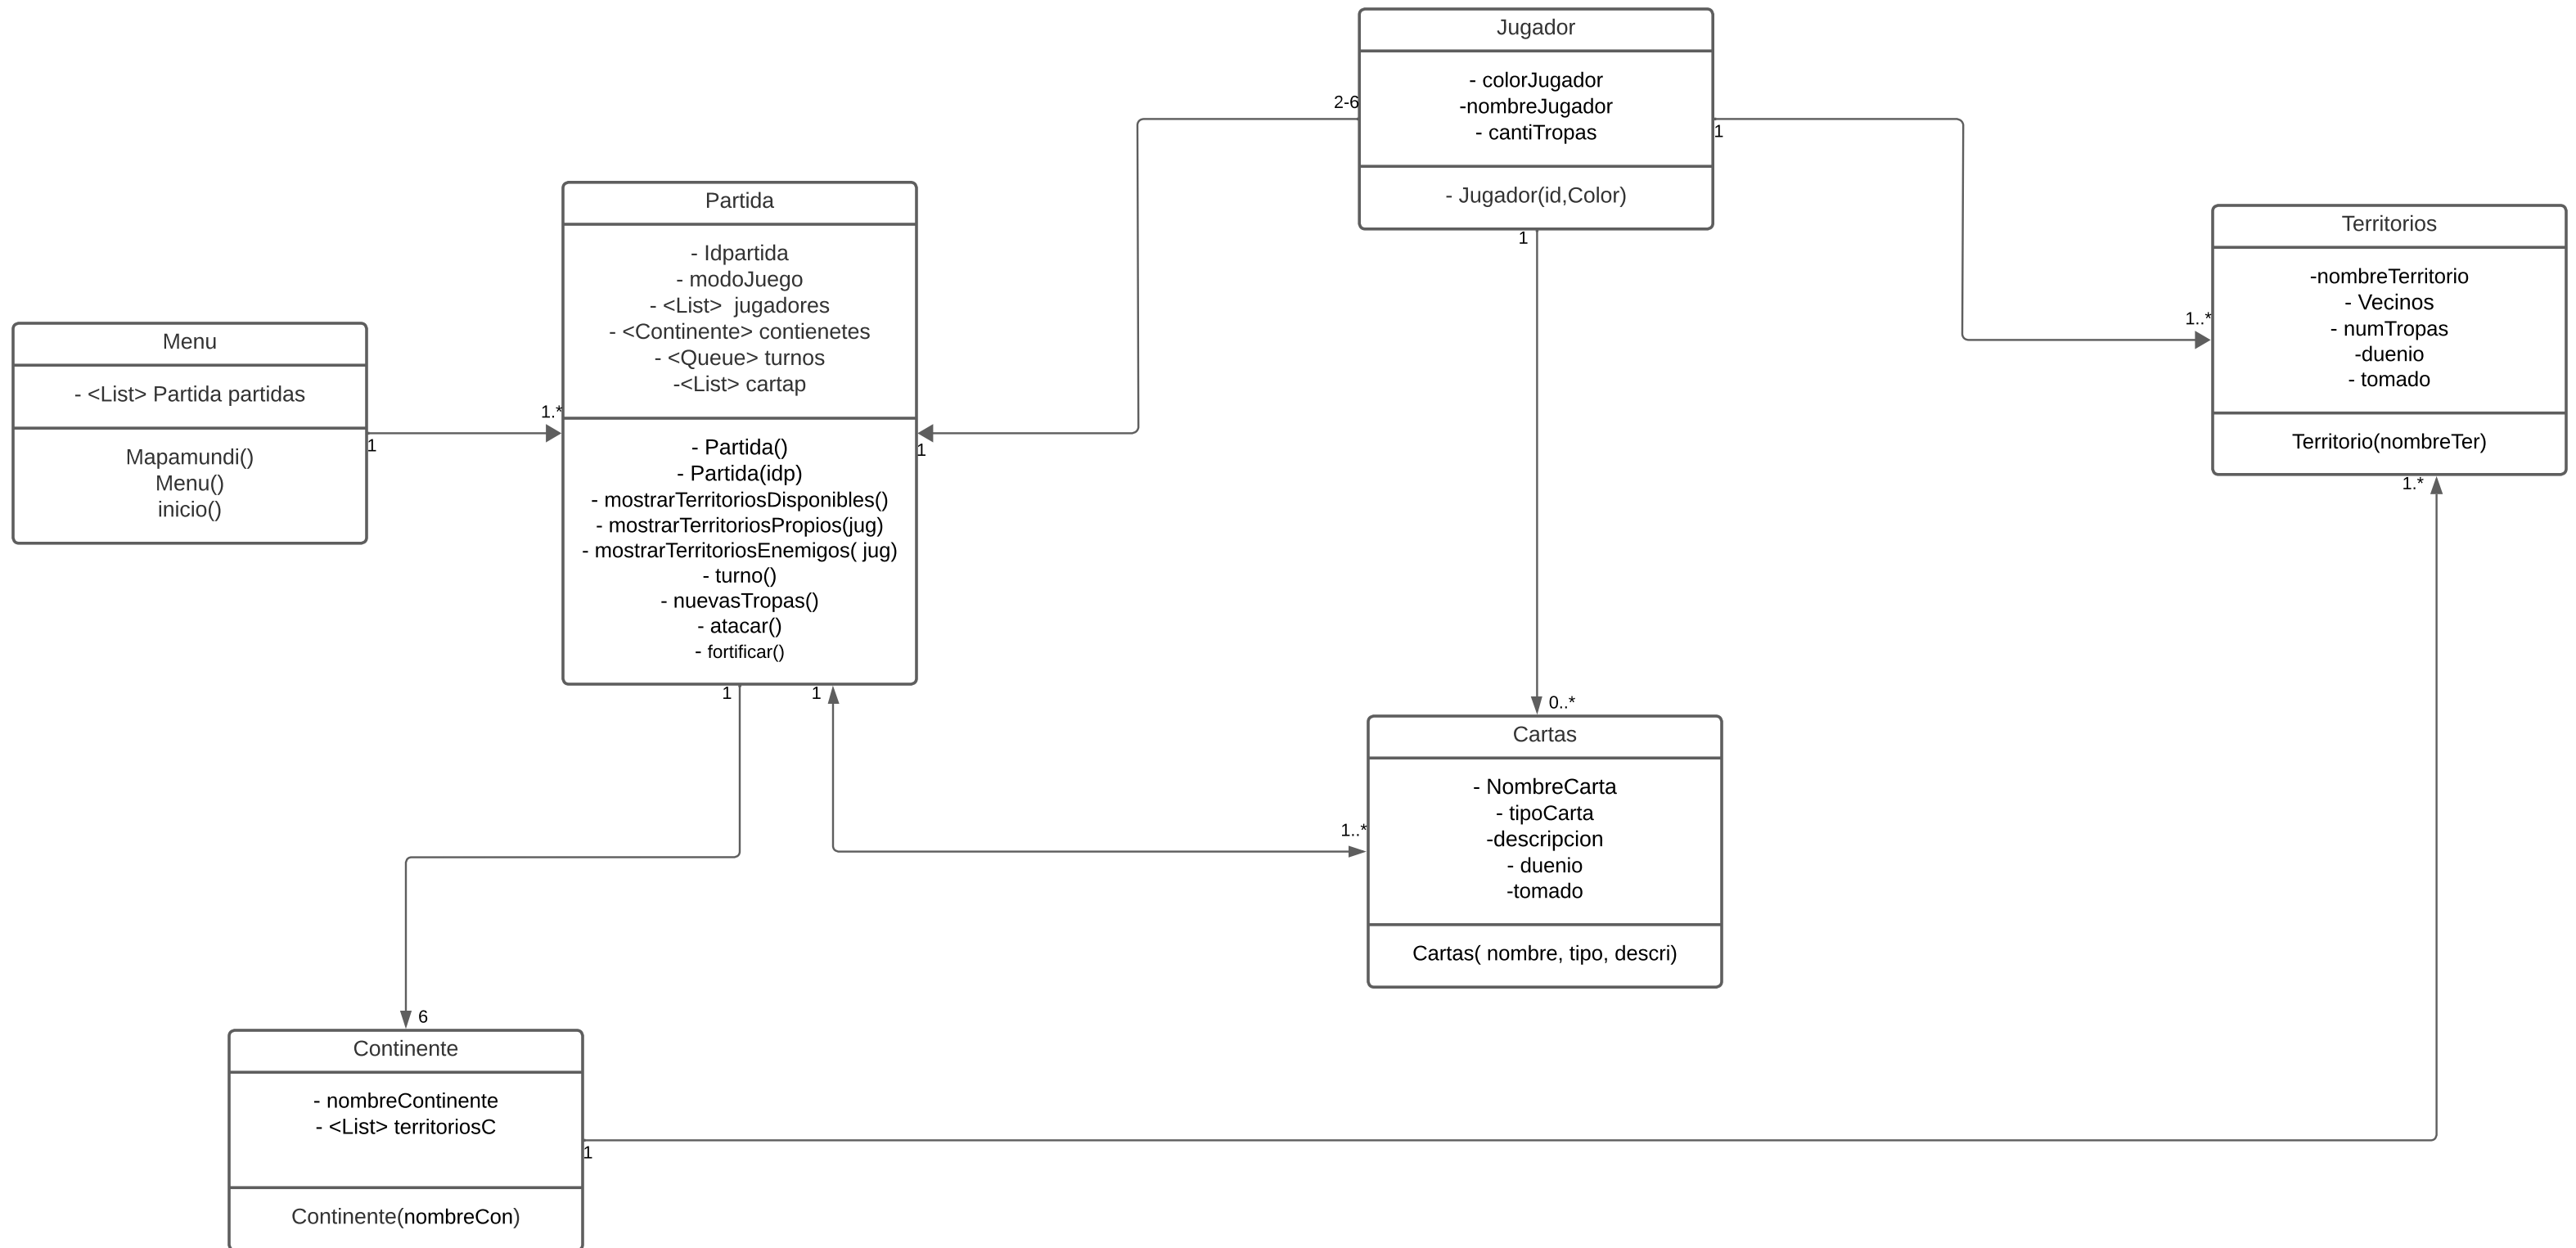 Jugador
- colorJugador
-nombreJugador
- cantiTropas
- Jugador(id,Color)
2-6
1
1
Partida
- Idpartida
- modoJuego
- <List>  jugadores
- <Continente> contienetes
- <Queue> turnos
-<List> cartap
- Partida()
- Partida(idp)
- mostrarTerritoriosDisponibles()
- mostrarTerritoriosPropios(jug)
- mostrarTerritoriosEnemigos( jug)
- turno()
- nuevasTropas()
- atacar()
- fortificar()
1.*
1
1
1
Territorios
-nombreTerritorio
- Vecinos
- numTropas
-duenio
- tomado
Territorio(nombreTer)
1..*
1.*
Menu
- <List> Partida partidas
Mapamundi()
Menu()
inicio()
1
Cartas
- NombreCarta
- tipoCarta
-descripcion
- duenio
-tomado
Cartas( nombre, tipo, descri)
0..*
1..*
Continente
- nombreContinente
- <List> territoriosC
Continente(nombreCon)
6
1